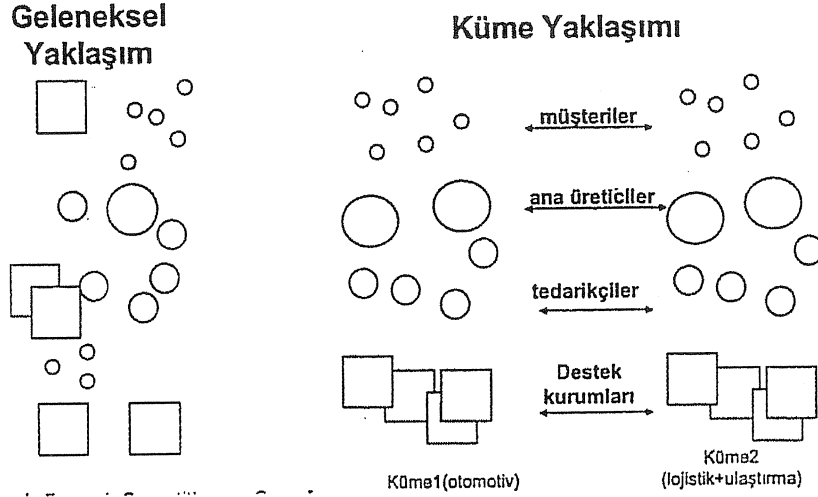 Geleneksel
Yaklaşım
Küme Yaklaşımı
müşteriler
ana üreticiler
tedarikçiler
Destek
kurumları
Küme1(otomotiv)
Küme2
(lojistik+ulaştırma)